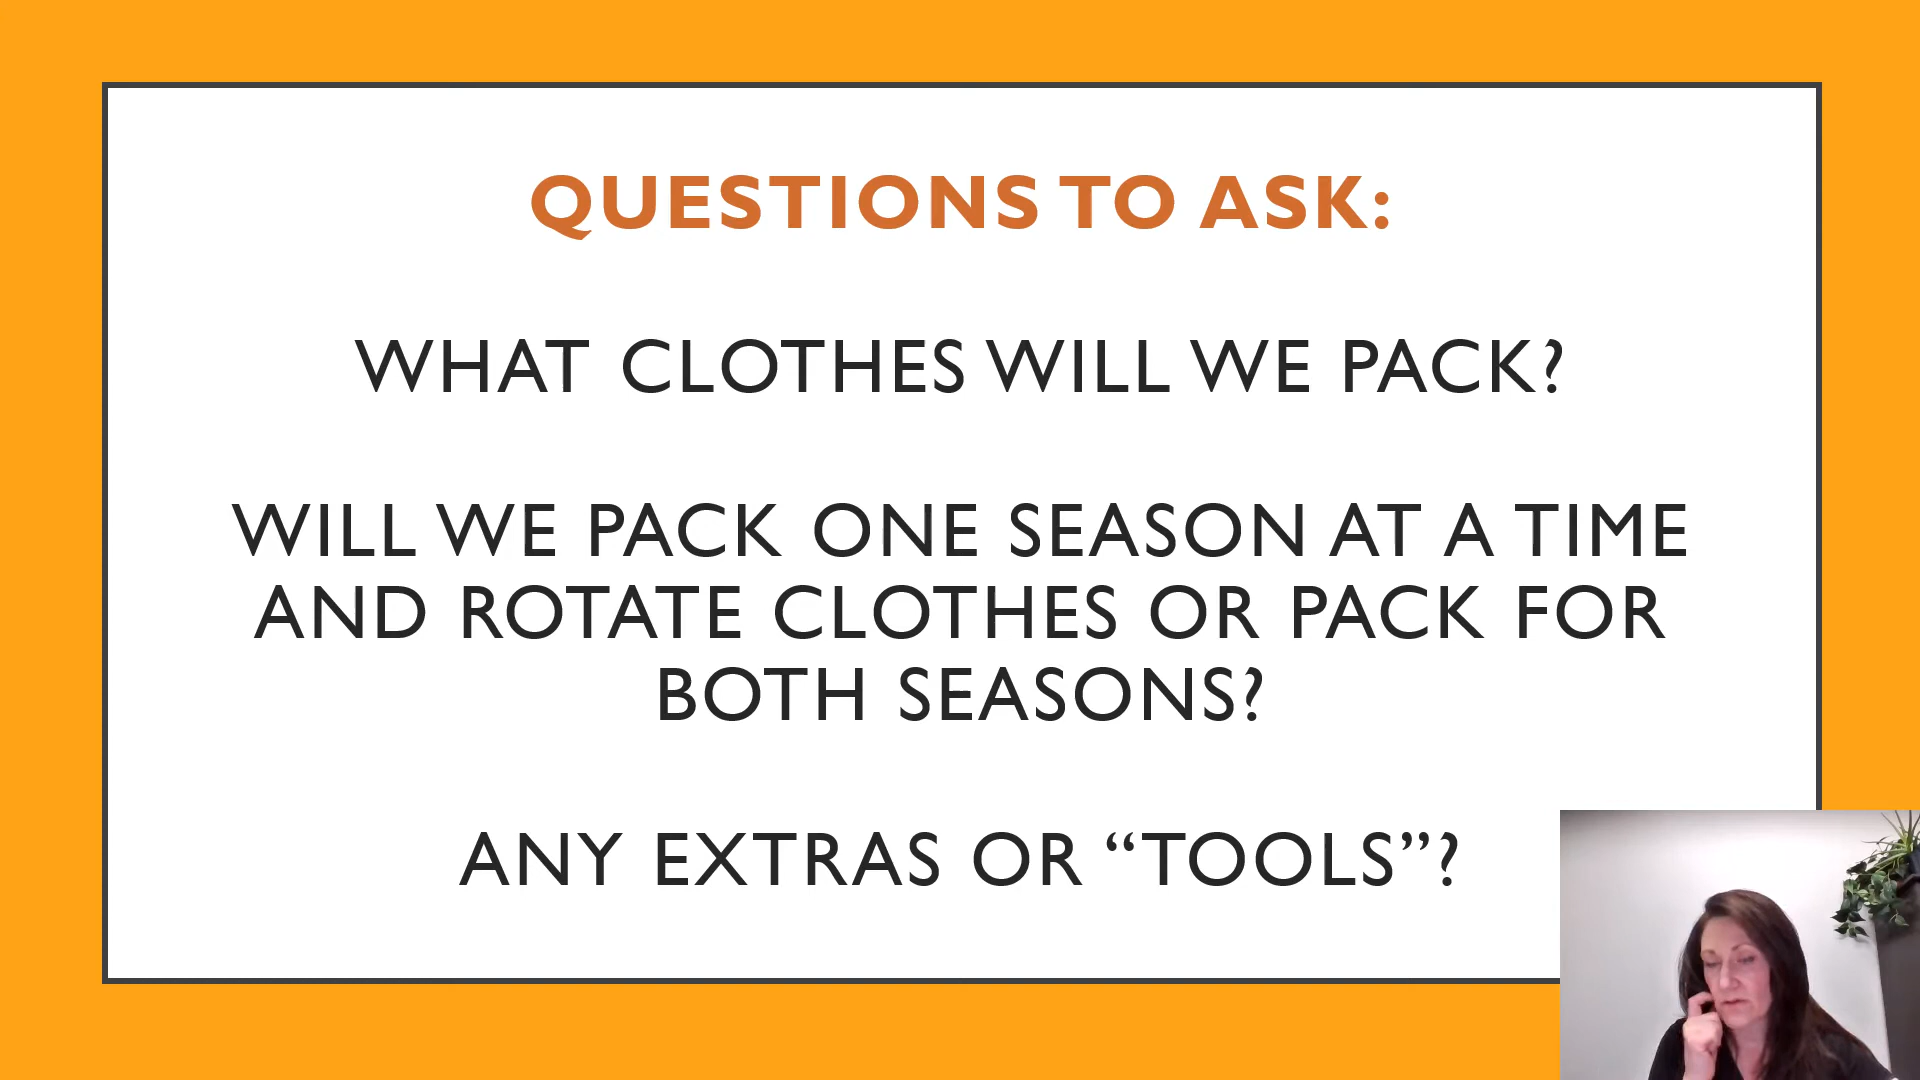 QUESTIONS TO ASK:
WHAT CLOTHES WILL WE PACK?
WILL WE PACK ONE SEASON AT A TIME
AND ROTATE CLOTHES OR PACK FOR
BOTH SEASONS?
ANY EXTRAS OR “TOOLS”?